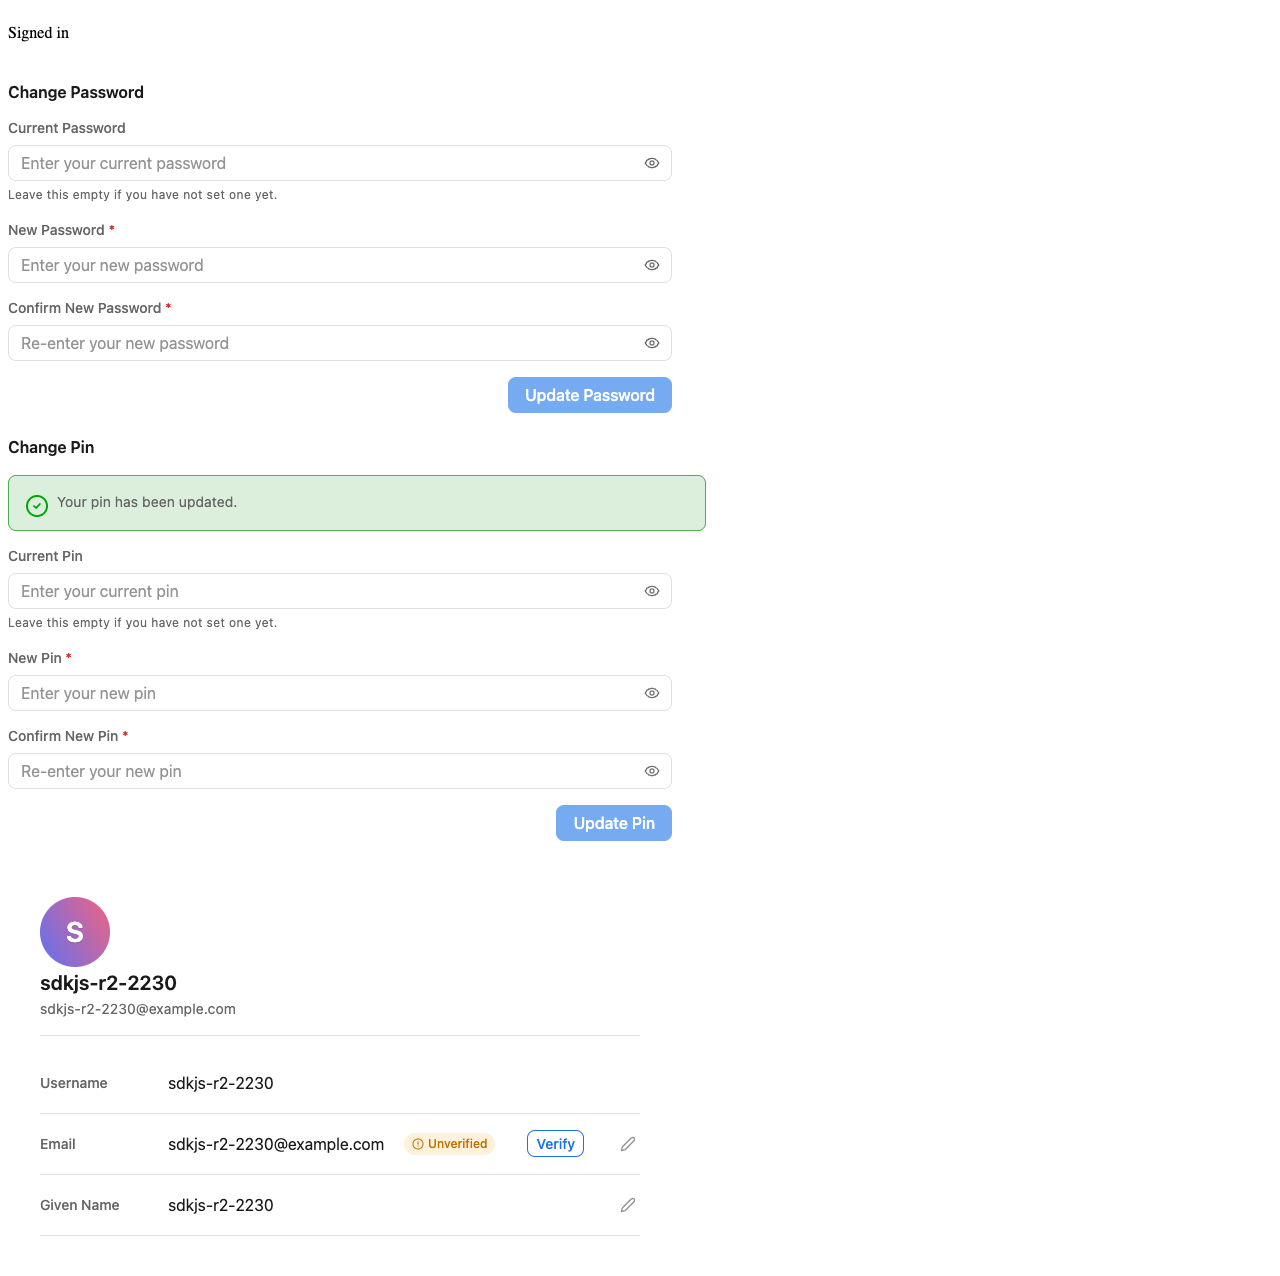 Signed in
Change Password
Current Password
Enter your current password
Leave this empty if you have not set one yet.
New Password *
Enter your new password
Confirm New Password *
Re-enter your new password
Update Password
Change Pin
Your pin has been updated.
Current Pin
Enter your current pin
Leave this empty if you have not set one yet.
New Pin *
Enter your new pin
Confirm New Pin *
Re-enter your new pin
Update Pin
S
sdkjs-r2-2230
sdkjs-r2-2230@example.com
Username sdkjs-r2-2230
Email sdkjs-r2-2230@example.com Unverified Verify
Given Name sdkjs-r2-2230